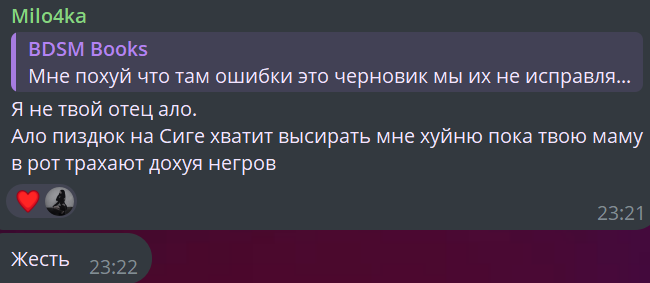 Milo4ka
BDSM Books
Мне похуй что там ошибки это черновик мы их не исправля...
Я не твой отец ало.
Ало пиздюк на Сиге хватит высирать мне хуйню пока твою маму
в рот трахают дохуя негров
23:21
Жесть 23:22